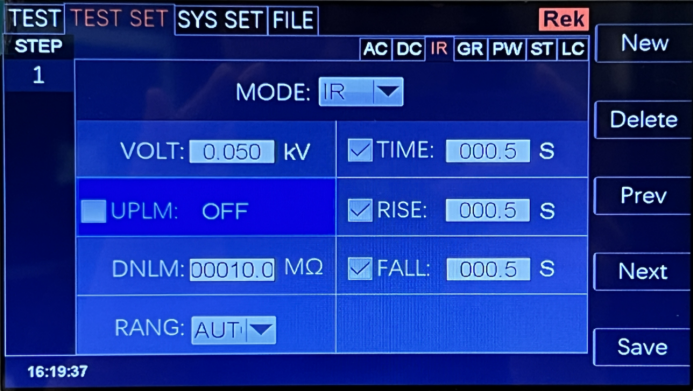 TEST TEST SET SYS SET FILE Rek
STEP AC DC IR GR PW ST LC
1
MODE: IR
VOLT: 0.050 kV
TIME: 000.5 S
UPLM: OFF
RISE: 000.5 S
DNLM: 00010.0 MΩ
FALL: 000.5 S
RANG: AUT
16:19:37
New
Delete
Prev
Next
Save